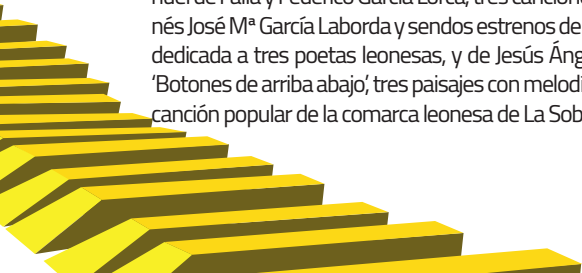 nuel de Falla y Federico García Lorca, tres cancione
nés José Mª García Laborda y sendos estrenos de
dedicada a tres poetas leonesas, y de Jesús Áng
'Botones de arriba abajo', tres paisajes con melodí
canción popular de la comarca leonesa de La Sob